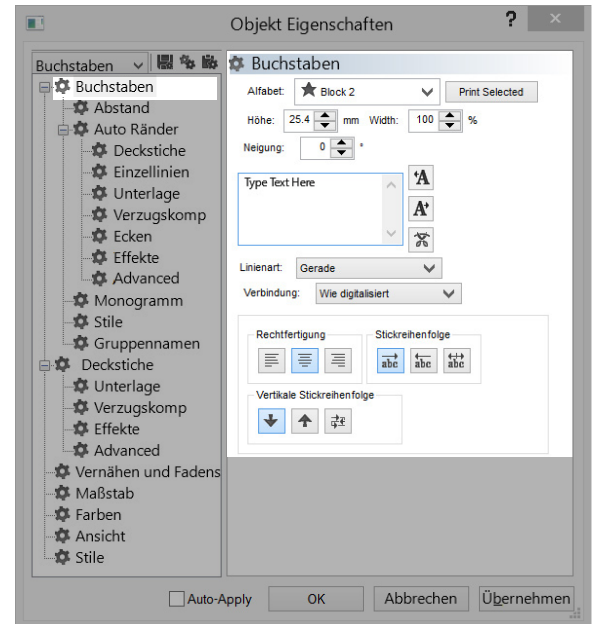 Objekt Eigenschaften ?
Buchstaben
Buchstaben
Abstand
Auto Ränder
Deckstiche
Einzellinien
Unterlage
Verzugskomp
Ecken
Effekte
Advanced
Monogramm
Stile
Gruppennamen
Deckstiche
Unterlage
Verzugskomp
Effekte
Advanced
Vernähen und Fadens
Maßstab
Farben
Ansicht
Stile
Buchstaben
Alfabet: Block 2 Print Selected
Höhe: 25.4 mm Width: 100 %
Neigung: 0 °
Type Text Here
A
A
Linienart: Gerade
Verbindung: Wie digitalisiert
Rechtfertigung Stickreihenfolge
abc abc abc
Vertikale Stickreihenfolge
Auto-Apply OK Abbrechen Übernehmen